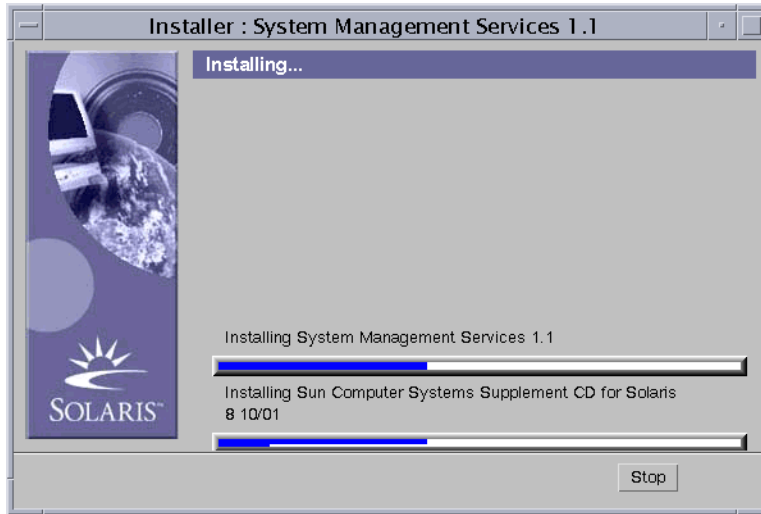 Installer : System Management Services 1.1
Installing...
Installing System Management Services 1.1
Installing Sun Computer Systems Supplement CD for Solaris
8 10/01
SOLARIS™
Stop